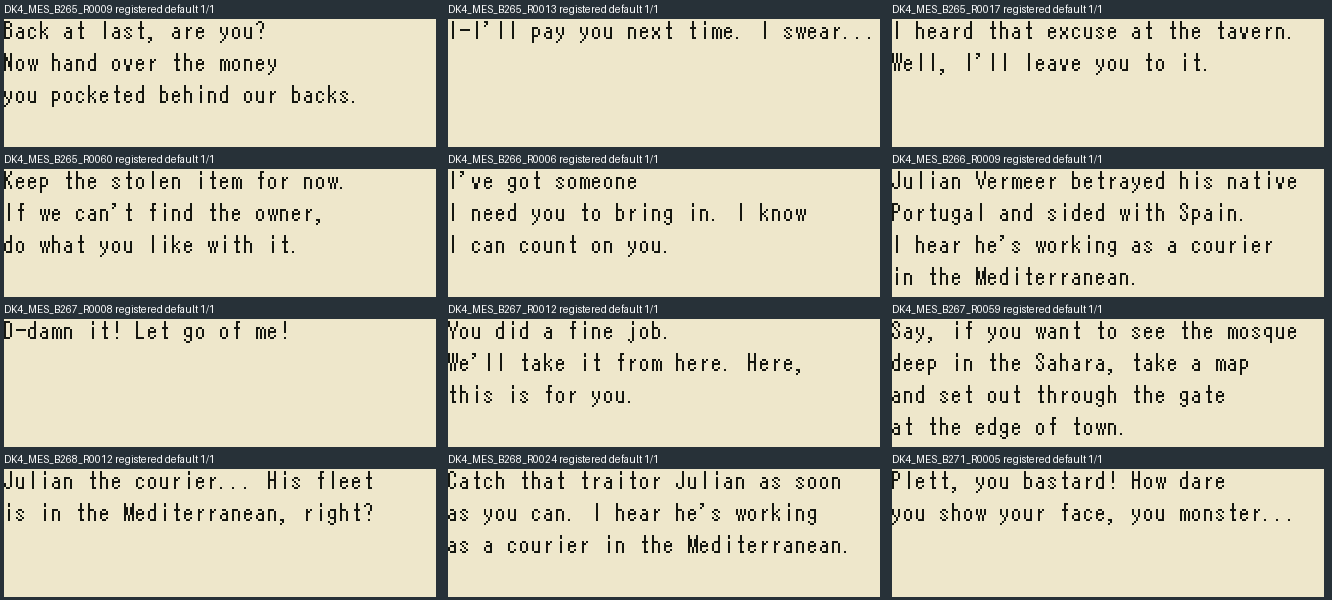 DK4_MES_B265_R0009 registered default 1/1
Back at last, are you?
Now hand over the money
you pocketed behind our backs.
DK4_MES_B265_R0013 registered default 1/1
I-I'll pay you next time. I swear...
DK4_MES_B265_R0017 registered default 1/1
I heard that excuse at the tavern.
Well, I'll leave you to it.
DK4_MES_B265_R0060 registered default 1/1
Keep the stolen item for now.
If we can't find the owner,
do what you like with it.
DK4_MES_B266_R0006 registered default 1/1
I've got someone
I need you to bring in. I know
I can count on you.
DK4_MES_B266_R0009 registered default 1/1
Julian Vermeer betrayed his native
Portugal and sided with Spain.
I hear he's working as a courier
in the Mediterranean.
DK4_MES_B267_R0008 registered default 1/1
D-damn it! Let go of me!
DK4_MES_B267_R0012 registered default 1/1
You did a fine job.
We'll take it from here. Here,
this is for you.
DK4_MES_B267_R0059 registered default 1/1
Say, if you want to see the mosque
deep in the Sahara, take a map
and set out through the gate
at the edge of town.
DK4_MES_B268_R0012 registered default 1/1
Julian the courier... His fleet
is in the Mediterranean, right?
DK4_MES_B268_R0024 registered default 1/1
Catch that traitor Julian as soon
as you can. I hear he's working
as a courier in the Mediterranean.
DK4_MES_B271_R0005 registered default 1/1
Plett, you bastard! How dare
you show your face, you monster...